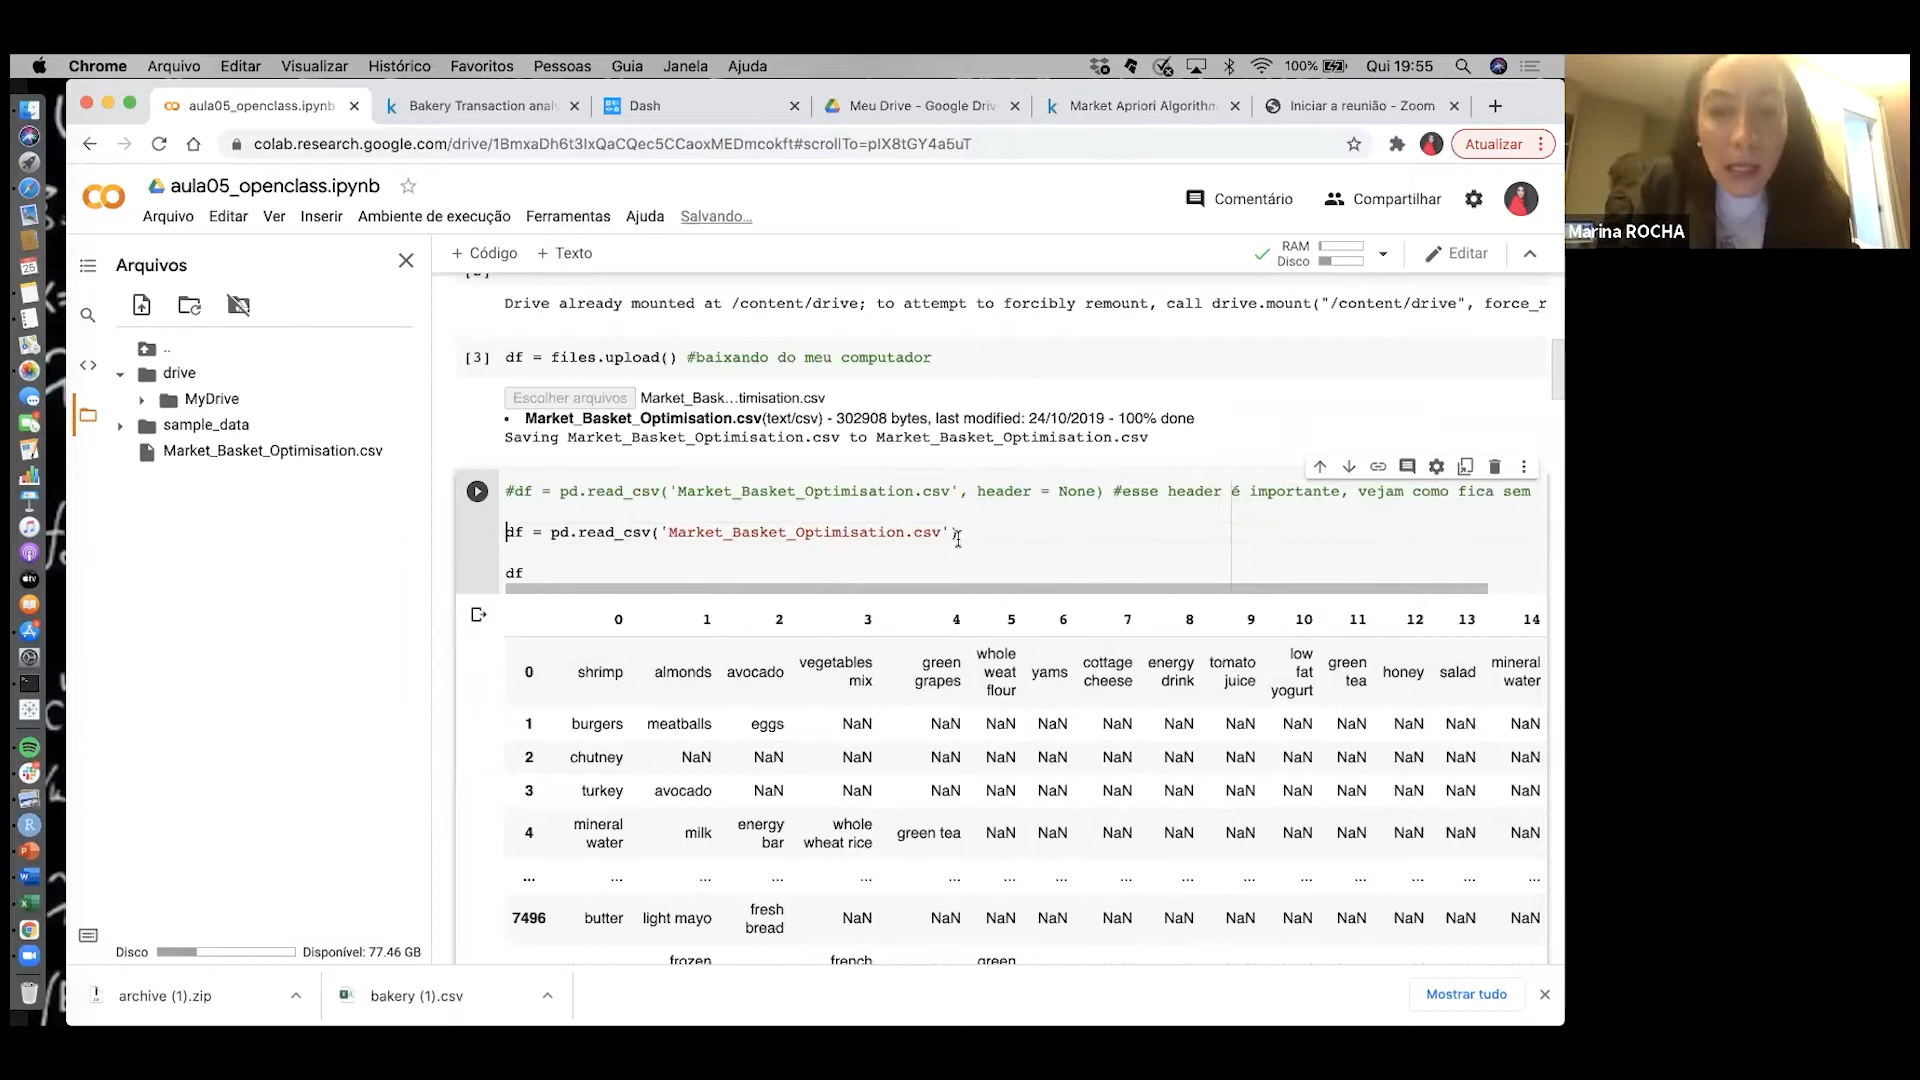 Chrome Arquivo Editar Visualizar Histórico Favoritos Pessoas Guia Janela Ajuda 100% Qui 19:55
aula05_openclass.ipynb Bakery Transaction anal Dash Meu Drive - Google Driv Market Apriori Algorithm Iniciar a reunião - Zoom
colab.research.google.com/drive/1BmxaDh6t3IxQaCQec5CCaoxMEDmcokft#scrollTo=pIX8tGY4a5uT Atualizar
aula05_openclass.ipynb
Comentário Compartilhar
Arquivo Editar Ver Inserir Ambiente de execução Ferramentas Ajuda Salvando...
Marina ROCHA
Arquivos
+ Código + Texto RAM Disco Editar
..
drive
MyDrive
sample_data
Market_Basket_Optimisation.csv
Drive already mounted at /content/drive; to attempt to forcibly remount, call drive.mount("/content/drive", force_r
[3] df = files.upload() #baixando do meu computador
Escolher arquivos Market_Bask...timisation.csv
• Market_Basket_Optimisation.csv(text/csv) - 302908 bytes, last modified: 24/10/2019 - 100% done
Saving Market_Basket_Optimisation.csv to Market_Basket_Optimisation.csv
#df = pd.read_csv('Market_Basket_Optimisation.csv', header = None) #esse header é importante, vejam como fica sem
df = pd.read_csv('Market_Basket_Optimisation.csv')
df
0 1 2 3 4 5 6 7 8 9 10 11 12 13 14
0 shrimp almonds avocado vegetables mix green grapes whole weat flour yams cottage cheese energy drink tomato juice low fat yogurt green tea honey salad mineral water
1 burgers meatballs eggs NaN NaN NaN NaN NaN NaN NaN NaN NaN NaN NaN NaN
2 chutney NaN NaN NaN NaN NaN NaN NaN NaN NaN NaN NaN NaN NaN NaN
3 turkey avocado NaN NaN NaN NaN NaN NaN NaN NaN NaN NaN NaN NaN NaN
4 mineral water milk energy bar whole wheat rice green tea NaN NaN NaN NaN NaN NaN NaN NaN NaN NaN
... ... ... ... ... ... ... ... ... ... ... ... ... ... ... ...
7496 butter light mayo fresh bread NaN NaN NaN NaN NaN NaN NaN NaN NaN NaN NaN NaN
frozen french green
Disco Disponível: 77.46 GB
archive (1).zip bakery (1).csv Mostrar tudo